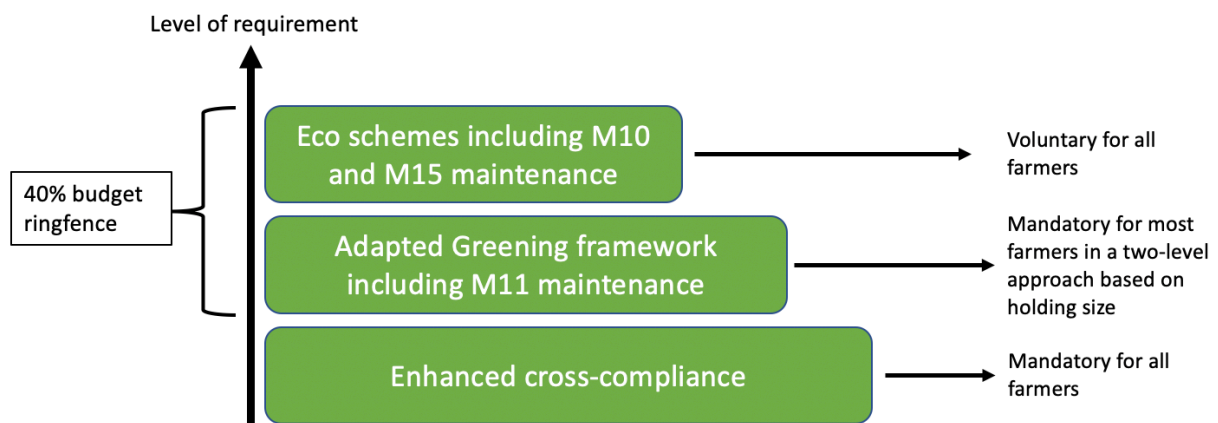 Level of requirement
Eco schemes including M10
and M15 maintenance
Voluntary for all
farmers
40% budget
ringfence
Adapted Greening framework
including M11 maintenance
Mandatory for most
farmers in a two-level
approach based on
holding size
Enhanced cross-compliance
Mandatory for all
farmers